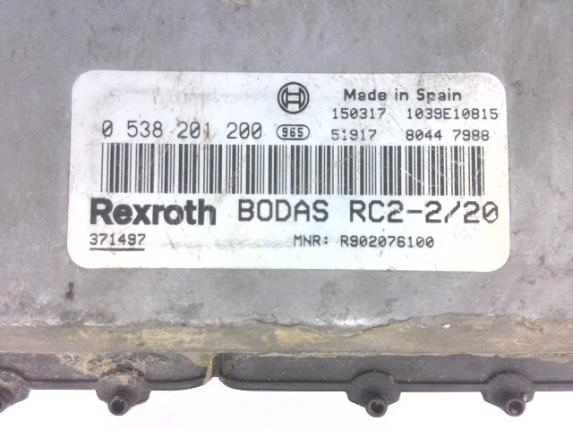 Made in Spain
150317 1039E10815
0 538 201 200 965 51917 8044 7988
Rexroth BODAS RC2-2/20
371497 MNR: R902076100